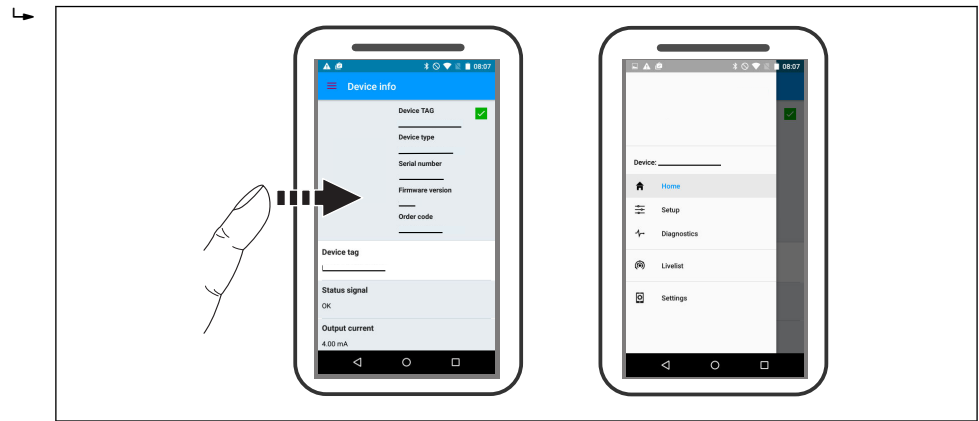 08:07
Device info
Device TAG
Device type
Serial number
Firmware version
Order code
Device tag
Status signal
OK
Output current
4.00 mA
08:07
Device:
Home
Setup
Diagnostics
Livelist
Settings